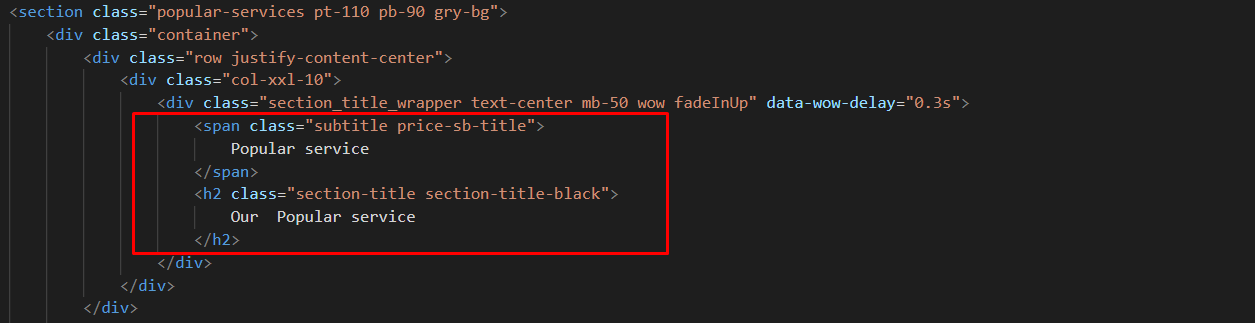 <section class="popular-services pt-110 pb-90 gry-bg">
<div class="container">
<div class="row justify-content-center">
<div class="col-xxl-10">
<div class="section_title_wrapper text-center mb-50 wow fadeInUp" data-wow-delay="0.3s">
<span class="subtitle price-sb-title">
Popular service
</span>
<h2 class="section-title section-title-black">
Our  Popular service
</h2>
</div>
</div>
</div>